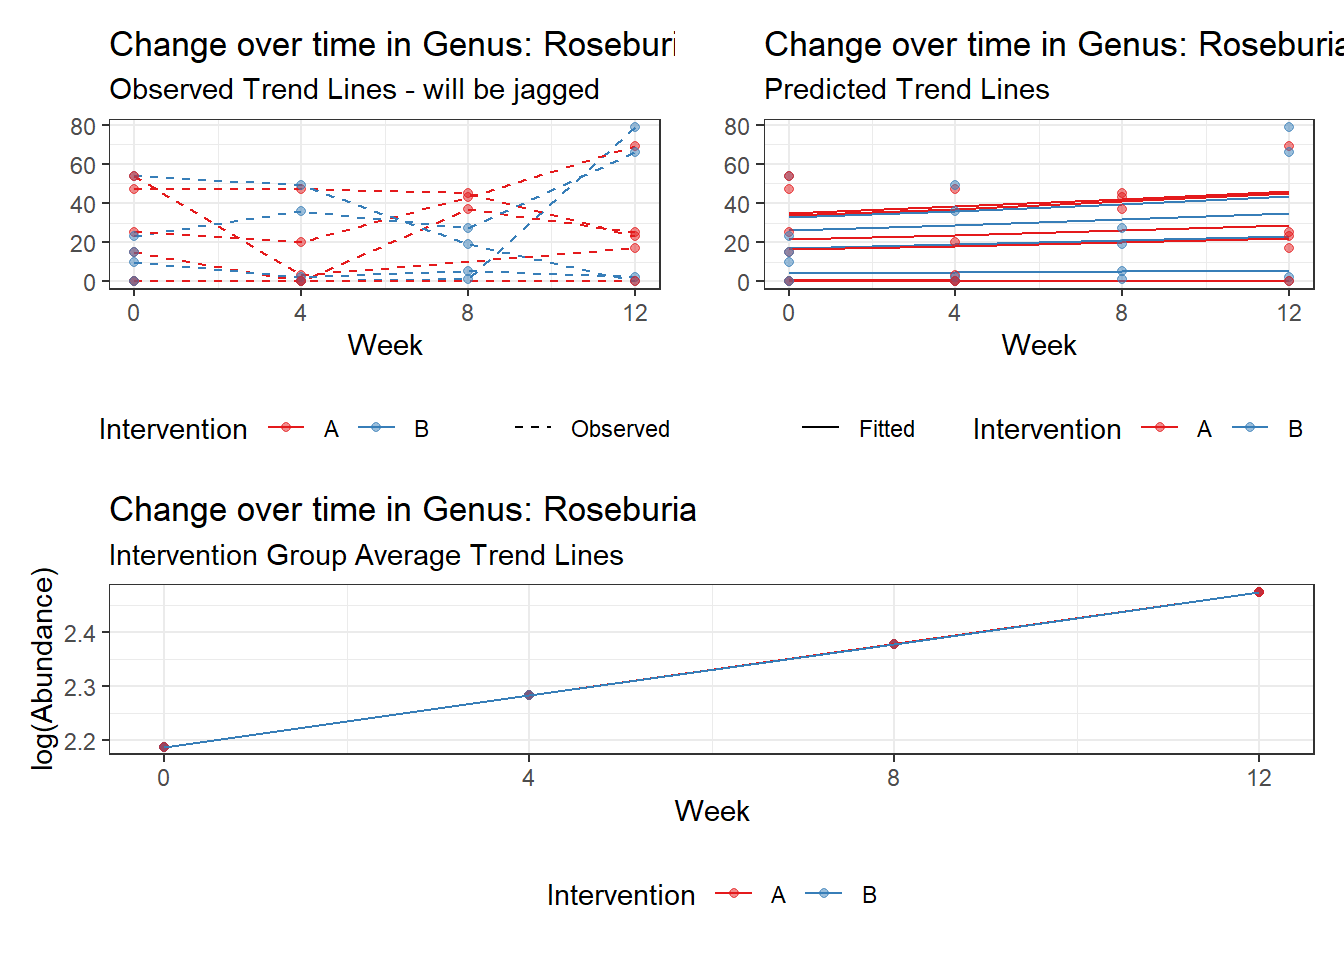 Change over time in Genus: Roseburi
Observed Trend Lines - will be jagged
80
60
40
20
0
0 4 8 12
Week
Intervention A B Observed
Change over time in Genus: Roseburia
Predicted Trend Lines
80
60
40
20
0
0 4 8 12
Week
Fitted Intervention A B
Change over time in Genus: Roseburia
Intervention Group Average Trend Lines
log(Abundance)
2.4
2.3
2.2
0 4 8 12
Week
Intervention A B